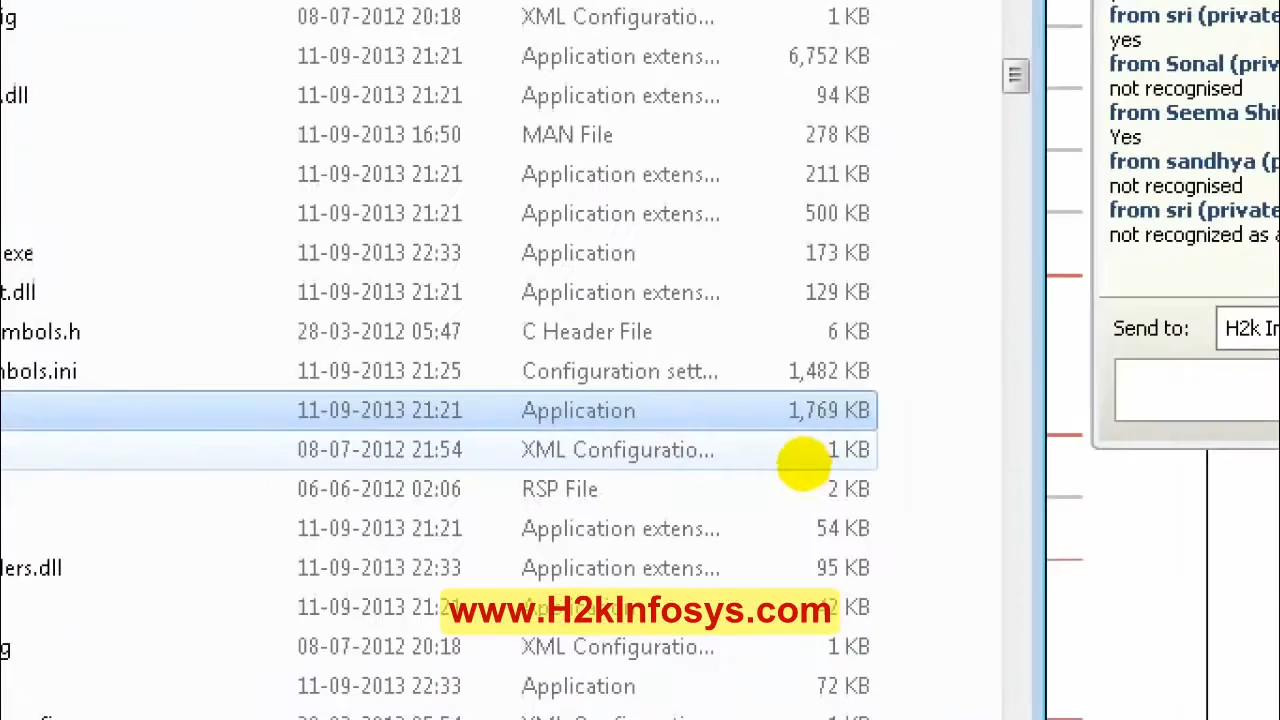 ig 08-07-2012 20:18 XML Configuratio... 1 KB
11-09-2013 21:21 Application extens... 6,752 KB
.dll 11-09-2013 21:21 Application extens... 94 KB
11-09-2013 16:50 MAN File 278 KB
11-09-2013 21:21 Application extens... 211 KB
11-09-2013 21:21 Application extens... 500 KB
exe 11-09-2013 22:33 Application 173 KB
t.dll 11-09-2013 21:21 Application extens... 129 KB
mbols.h 28-03-2012 05:47 C Header File 6 KB
nbols.ini 11-09-2013 21:25 Configuration sett... 1,482 KB
11-09-2013 21:21 Application 1,769 KB
08-07-2012 21:54 XML Configuratio... 1 KB
06-06-2012 02:06 RSP File 2 KB
11-09-2013 21:21 Application extens... 54 KB
lers.dll 11-09-2013 22:33 Application extens... 95 KB
11-09-2013 21:21 Application 42 KB
www.H2kInfosys.com
g 08-07-2012 20:18 XML Configuratio... 1 KB
11-09-2013 22:33 Application 72 KB
from sri (private
yes
from Sonal (priv
not recognised
from Seema Shi
Yes
from sandhya (p
not recognised
from sri (private
not recognized as a
Send to: H2k In